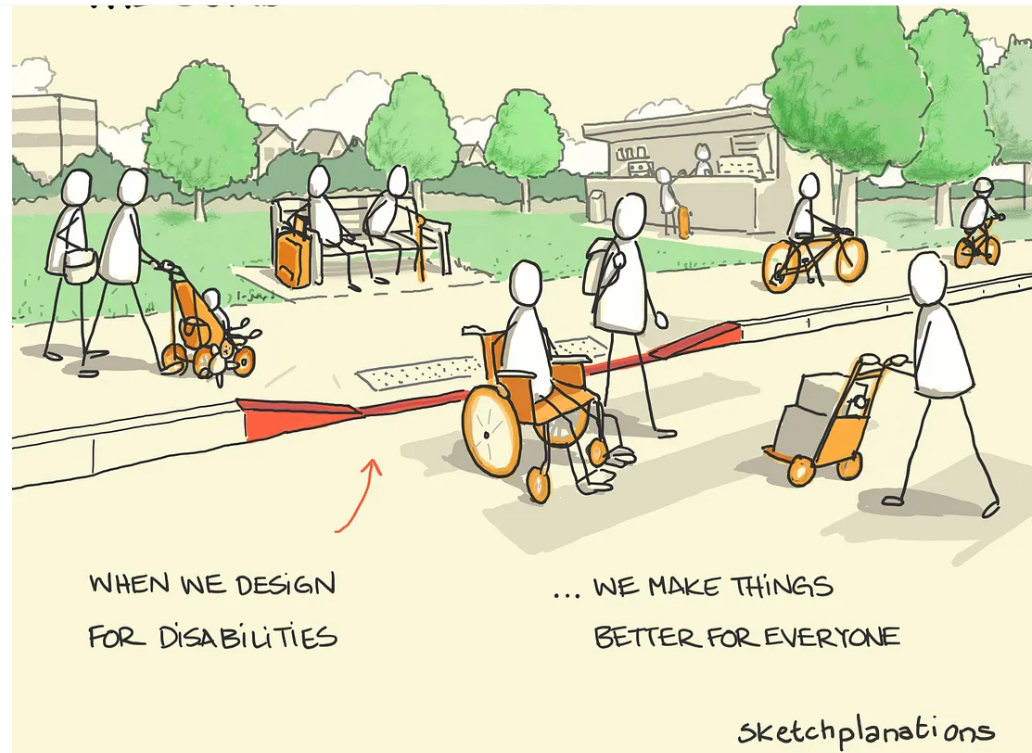 WHEN WE DESIGN
FOR DISABILITIES
... WE MAKE THINGS
BETTER FOR EVERYONE
sketchplanations